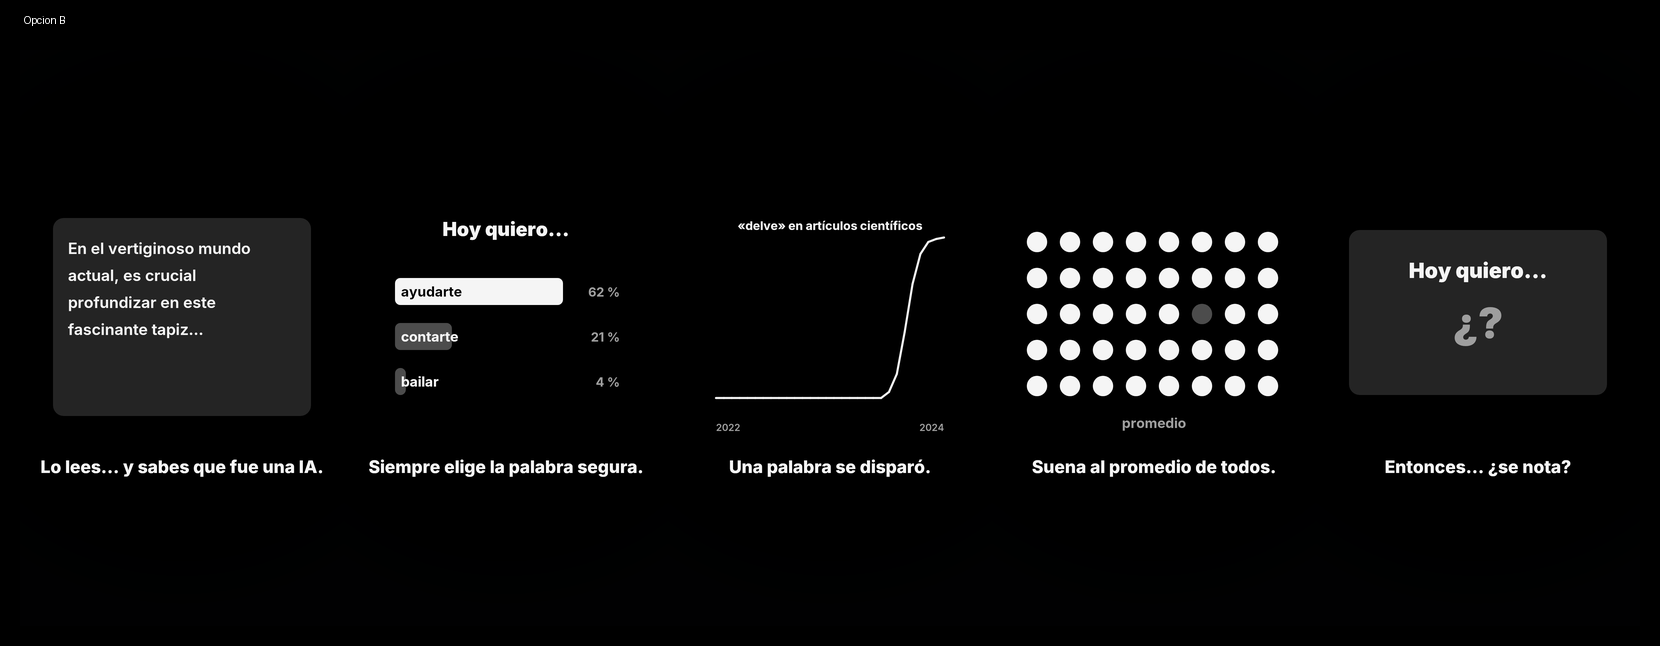 Opcion B
En el vertiginoso mundo
actual, es crucial
profundizar en este
fascinante tapiz...
Lo lees... y sabes que fue una IA.
Hoy quiero...
ayudarte 62 %
contarte 21 %
bailar 4 %
Siempre elige la palabra segura.
«delve» en artículos científicos
2022 2024
Una palabra se disparó.
promedio
Suena al promedio de todos.
Hoy quiero...
¿?
Entonces... ¿se nota?